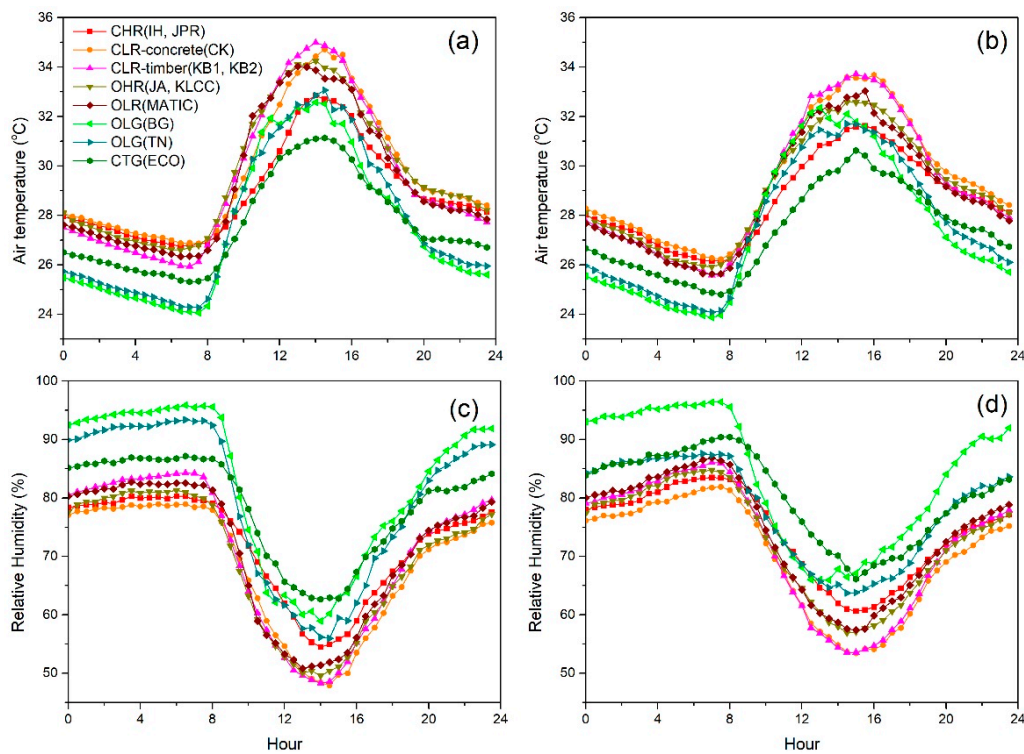 36
34
32
30
28
26
24
Air temperature (°C)
CHR(IH, JPR)
CLR-concrete(CK)
CLR-timber(KB1, KB2)
OHR(JA, KLCC)
OLR(MATIC)
OLG(BG)
OLG(TN)
CTG(ECO)
(a)
0 4 8 12 16 20 24
36
34
32
30
28
26
24
Air temperature (°C)
(b)
0 4 8 12 16 20 24
100
90
80
70
60
50
Relative Humidity (%)
(c)
0 4 8 12 16 20 24
Hour
100
90
80
70
60
50
Relative Humidity (%)
(d)
0 4 8 12 16 20 24
Hour